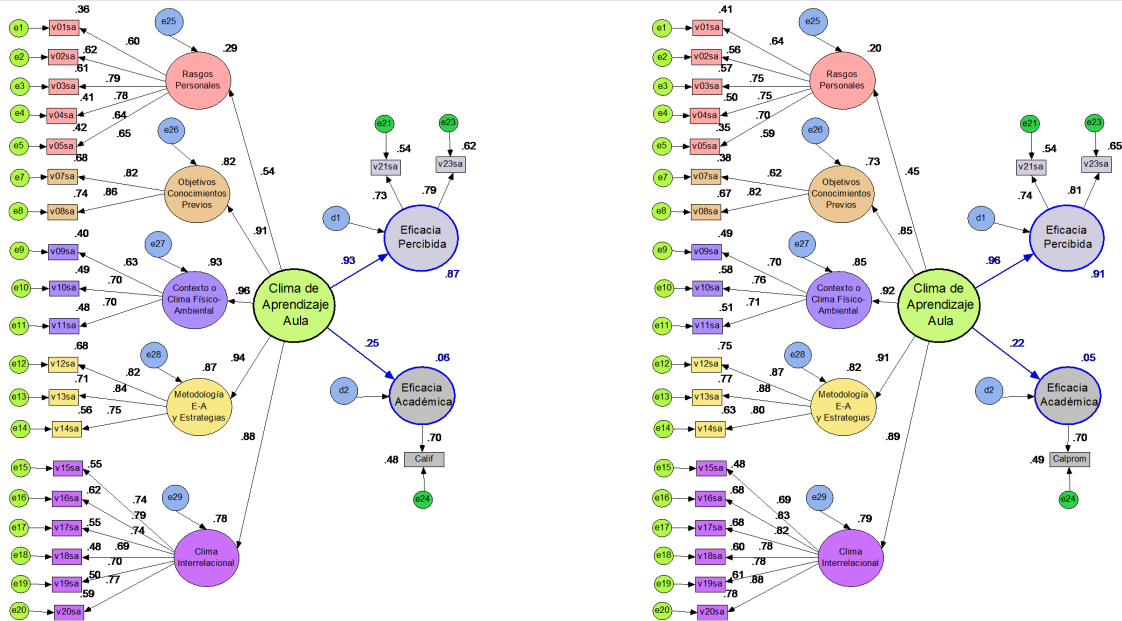 .36
e1
v01sa
.60
.62
e2
v02sa
.61
.79
e3
v03sa
.41
.78
e4
v04sa
.64
.42
e5
v05sa
.65
e25
.29
Rasgos
Personales
.54
.68
e7
v07sa
.82
.74
e8
v08sa
.86
e26
.82
Objetivos
Conocimientos
Previos
.91
.40
e9
v09sa
.63
.49
e10
v10sa
.70
.48
e11
v11sa
.70
e27
.93
Contexto o
Clima Físico-
Ambiental
.96
.68
e12
v12sa
.82
.71
e13
v13sa
.84
.56
e14
v14sa
.75
e28
.87
Metodología
E-A
y Estrategias
.94
.55
e15
v15sa
.74
.62
e16
v16sa
.79
.55
e17
v17sa
.74
.48
e18
v18sa
.69
.50
e19
v19sa
.70
.59
e20
v20sa
.77
e29
.78
Clima
Interrelacional
.88
Clima de
Aprendizaje
Aula
e21
e23
.54
v21sa
.62
v23sa
.73
.79
d1
Eficacia
Percibida
.93
.87
.25
.06
d2
Eficacia
Académica
.70
.48
Calif
e24
.41
e1
v01sa
.64
.56
e2
v02sa
.75
.57
e3
v03sa
.75
.50
e4
v04sa
.70
.35
e5
v05sa
.59
e25
.20
Rasgos
Personales
.45
.38
e7
v07sa
.62
.67
e8
v08sa
.82
e26
.73
Objetivos
Conocimientos
Previos
.85
.49
e9
v09sa
.70
.58
e10
v10sa
.76
.51
e11
v11sa
.71
e27
.85
Contexto o
Clima Físico-
Ambiental
.92
.75
e12
v12sa
.87
.77
e13
v13sa
.88
.63
e14
v14sa
.80
e28
.82
Metodología
E-A
y Estrategias
.91
.48
e15
v15sa
.69
.68
e16
v16sa
.83
.68
e17
v17sa
.82
.60
e18
v18sa
.78
.61
e19
v19sa
.78
.78
e20
v20sa
.88
e29
.79
Clima
Interrelacional
.89
Clima de
Aprendizaje
Aula
e21
e23
.54
v21sa
.65
v23sa
.74
.81
d1
Eficacia
Percibida
.96
.91
.22
.05
d2
Eficacia
Académica
.70
.49
Calprom
e24